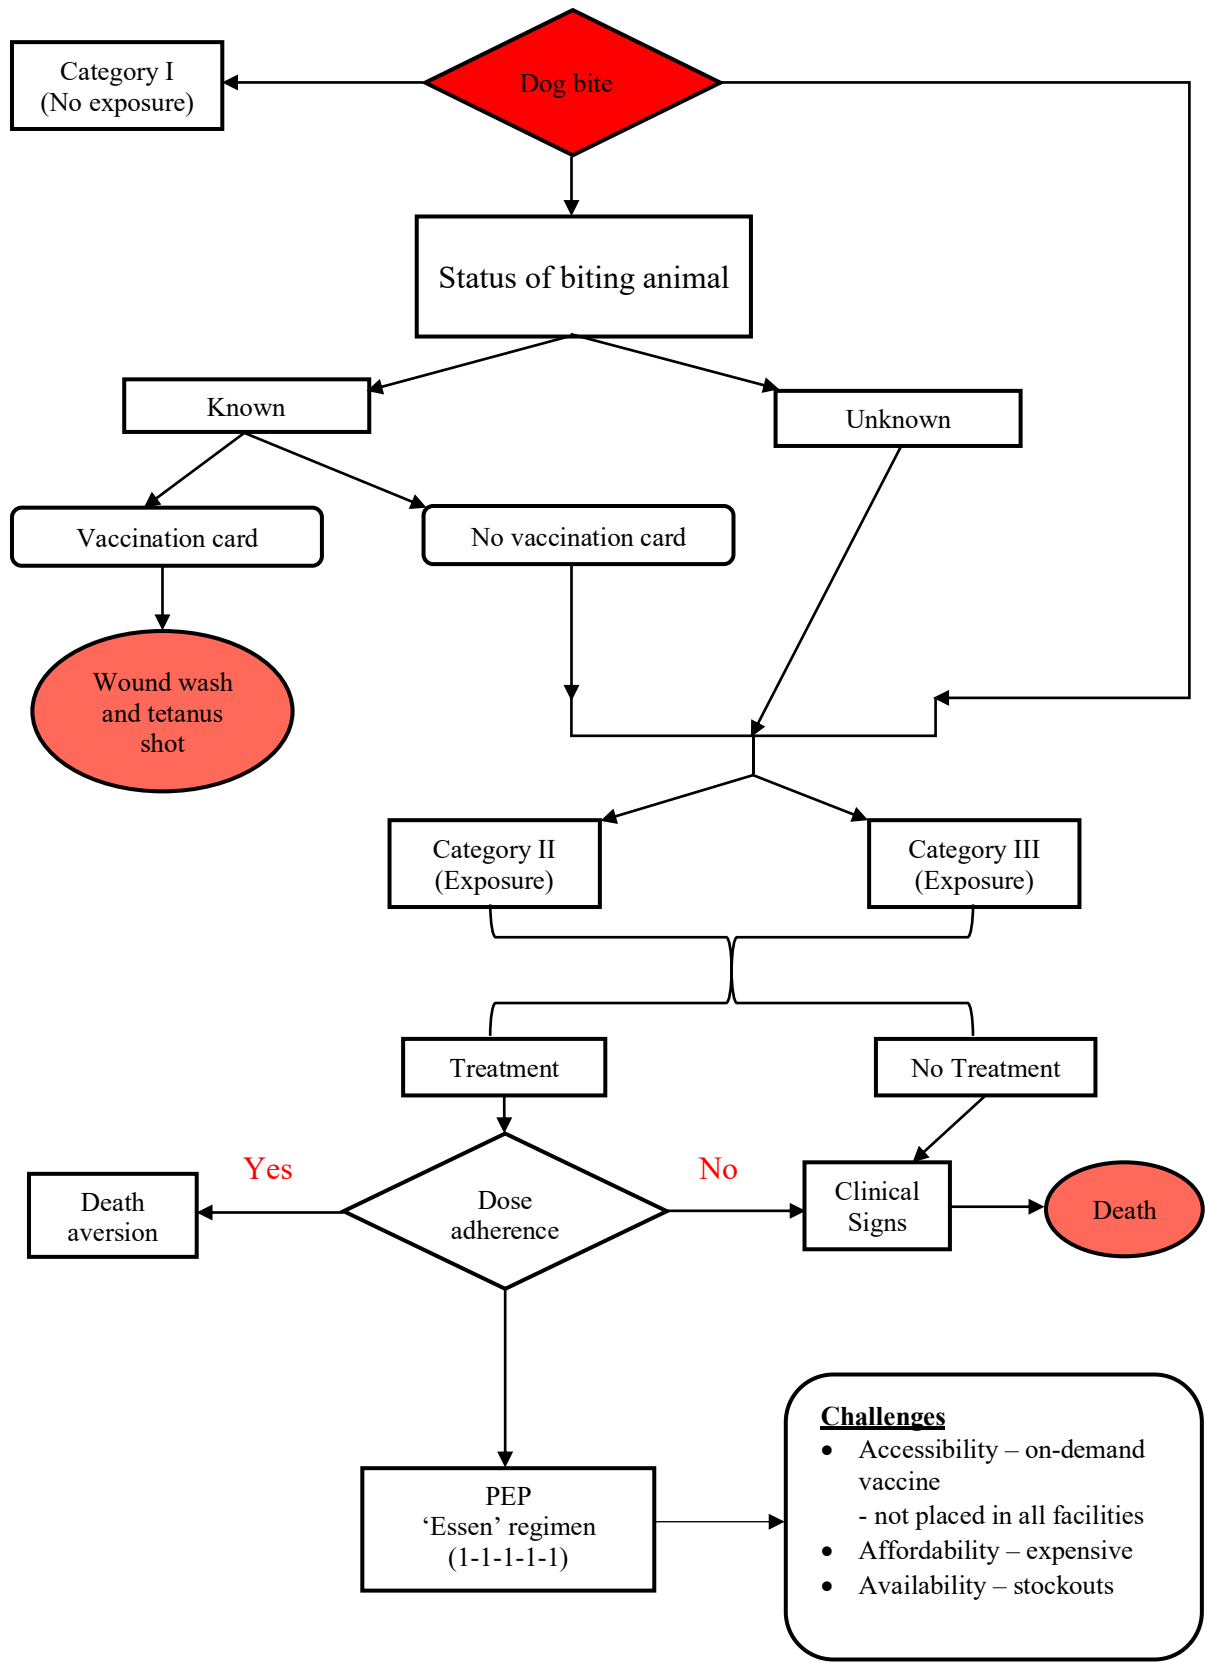 Dog bite
Category I
(No exposure)
Status of biting animal
Known
Unknown
Vaccination card
No vaccination card
Wound wash
and tetanus
shot
Category II
(Exposure)
Category III
(Exposure)
Treatment
No Treatment
Yes
No
Death
aversion
Dose
adherence
Clinical
Signs
Death
PEP
‘Essen’ regimen
(1-1-1-1-1)
Challenges
• Accessibility – on-demand
vaccine
- not placed in all facilities
• Affordability – expensive
• Availability – stockouts